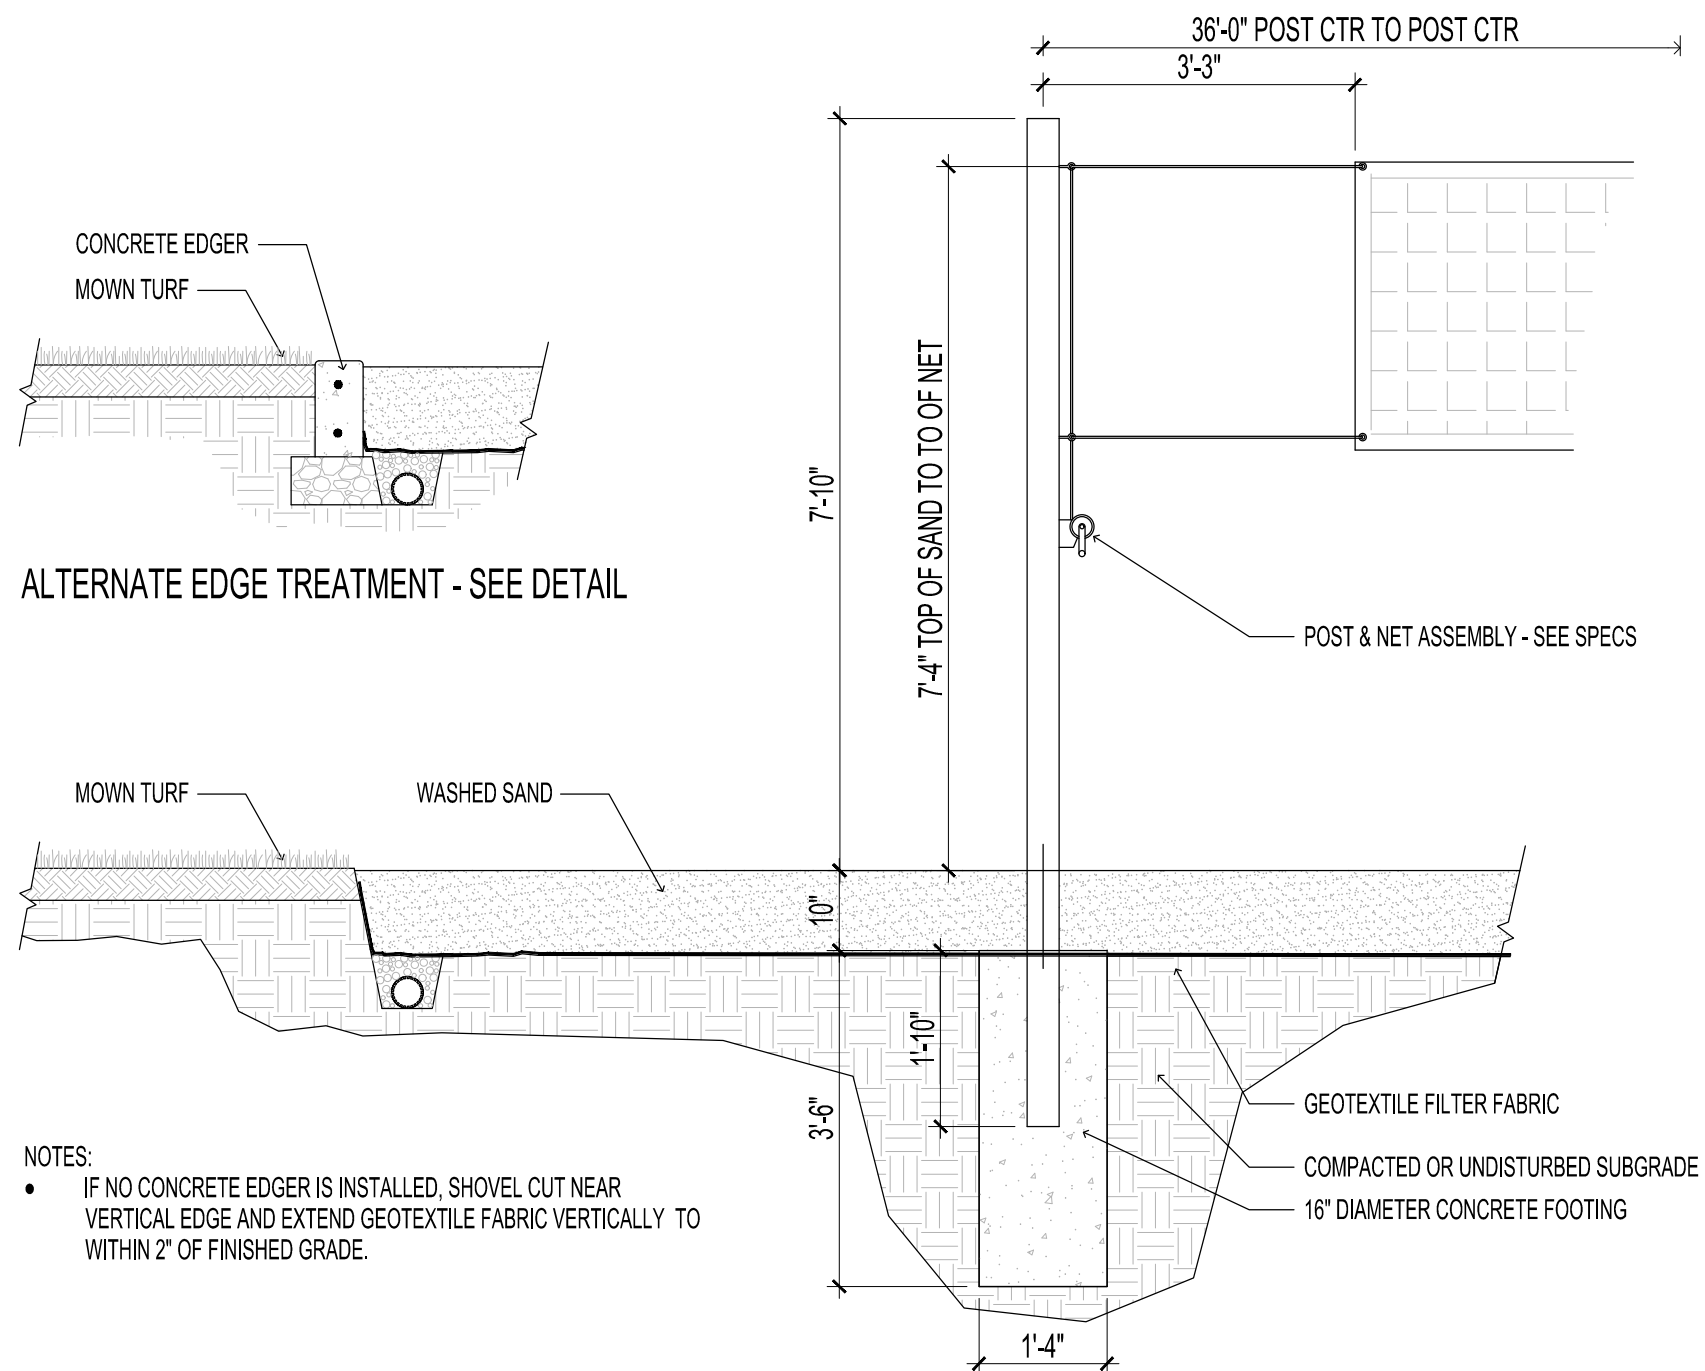 36'-0" POST CTR TO POST CTR
3'-3"
CONCRETE EDGER
MOWN TURF
7'-10"
7'-4" TOP OF SAND TO TO OF NET
ALTERNATE EDGE TREATMENT - SEE DETAIL
POST & NET ASSEMBLY - SEE SPECS
MOWN TURF
WASHED SAND
10"
1'-10"
3'-6"
GEOTEXTILE FILTER FABRIC
COMPACTED OR UNDISTURBED SUBGRADE
16" DIAMETER CONCRETE FOOTING
NOTES:
• IF NO CONCRETE EDGER IS INSTALLED, SHOVEL CUT NEAR
VERTICAL EDGE AND EXTEND GEOTEXTILE FABRIC VERTICALLY TO
WITHIN 2" OF FINISHED GRADE.
1'-4"